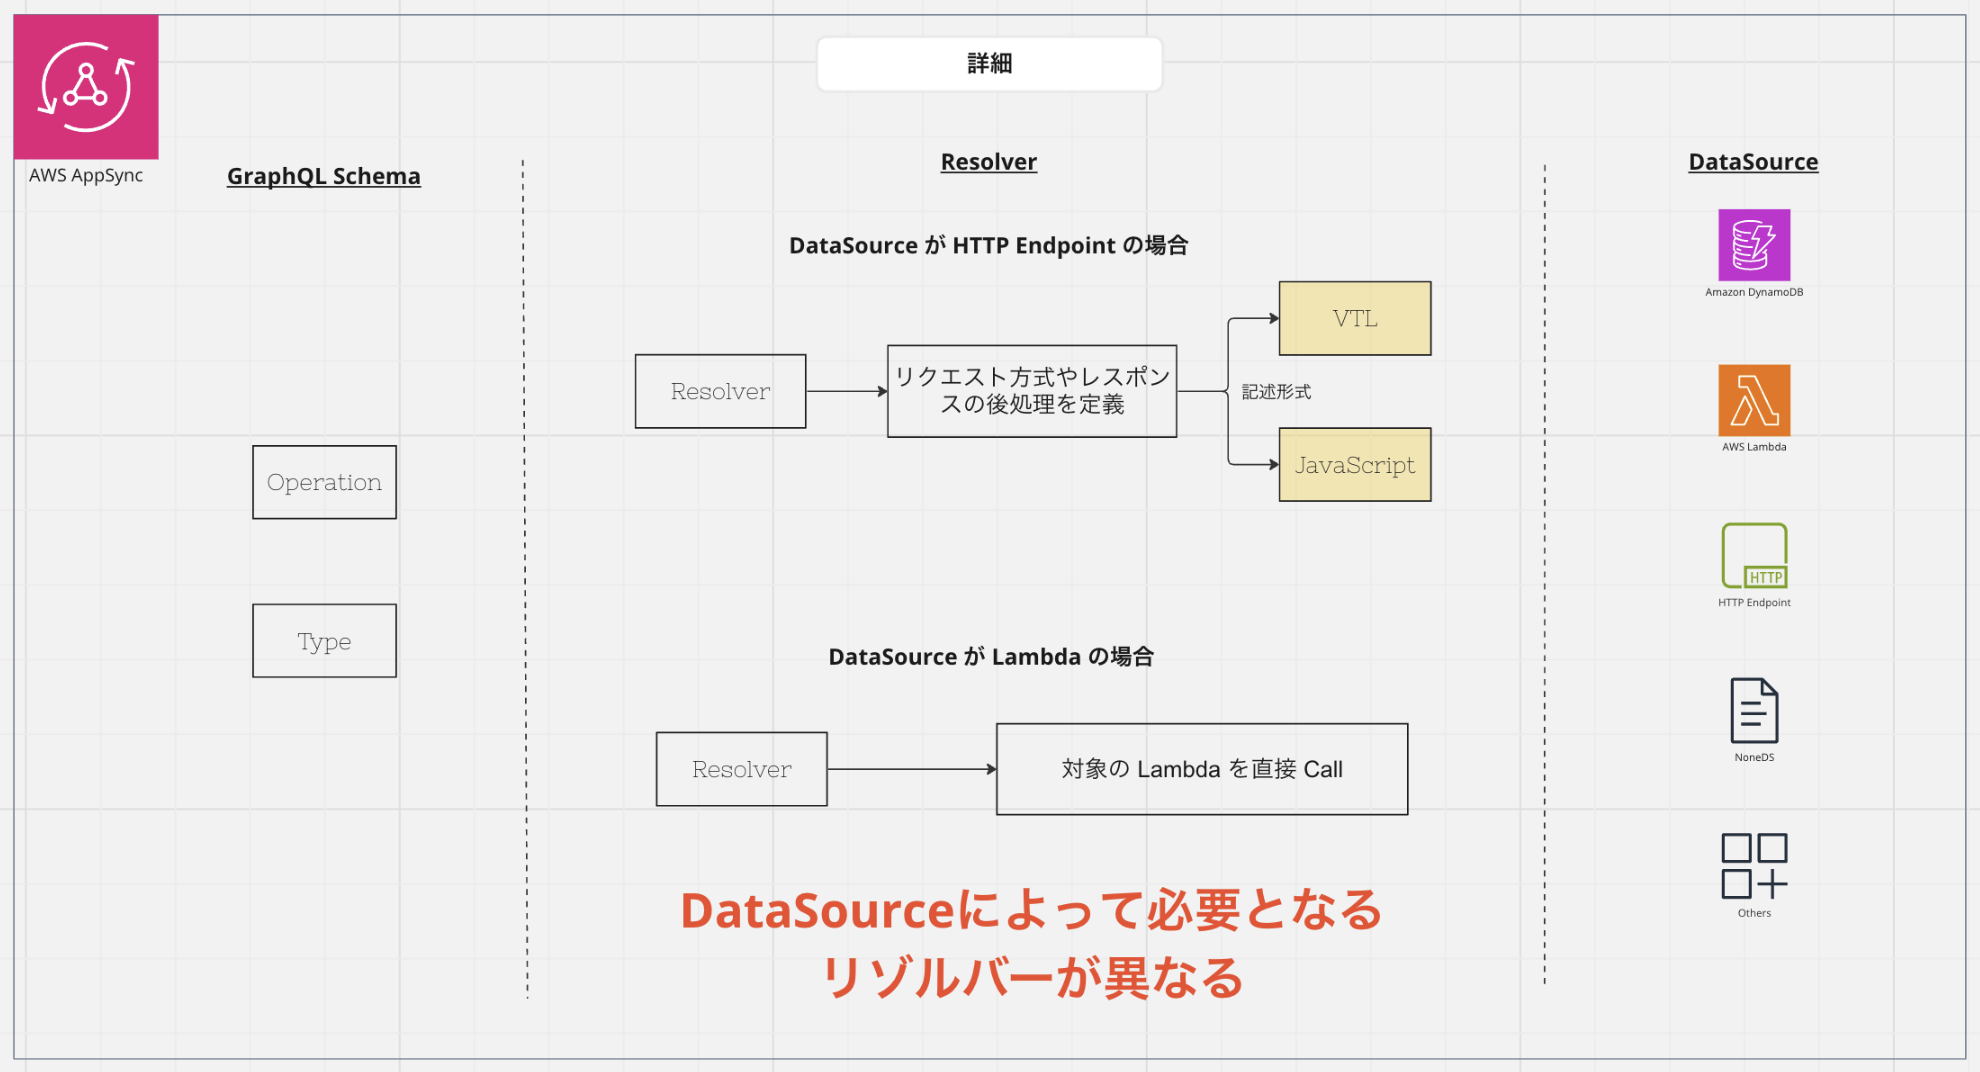 詳細
AWS AppSync
GraphQL Schema
Operation
Type
Resolver
DataSource が HTTP Endpoint の場合
Resolver
リクエスト方式やレスポン
スの後処理を定義
VTL
記述形式
JavaScript
DataSource が Lambda の場合
Resolver
対象の Lambda を直接 Call
DataSourceによって必要となる
リゾルバーが異なる
DataSource
Amazon DynamoDB
AWS Lambda
HTTP
HTTP Endpoint
NoneDS
Others